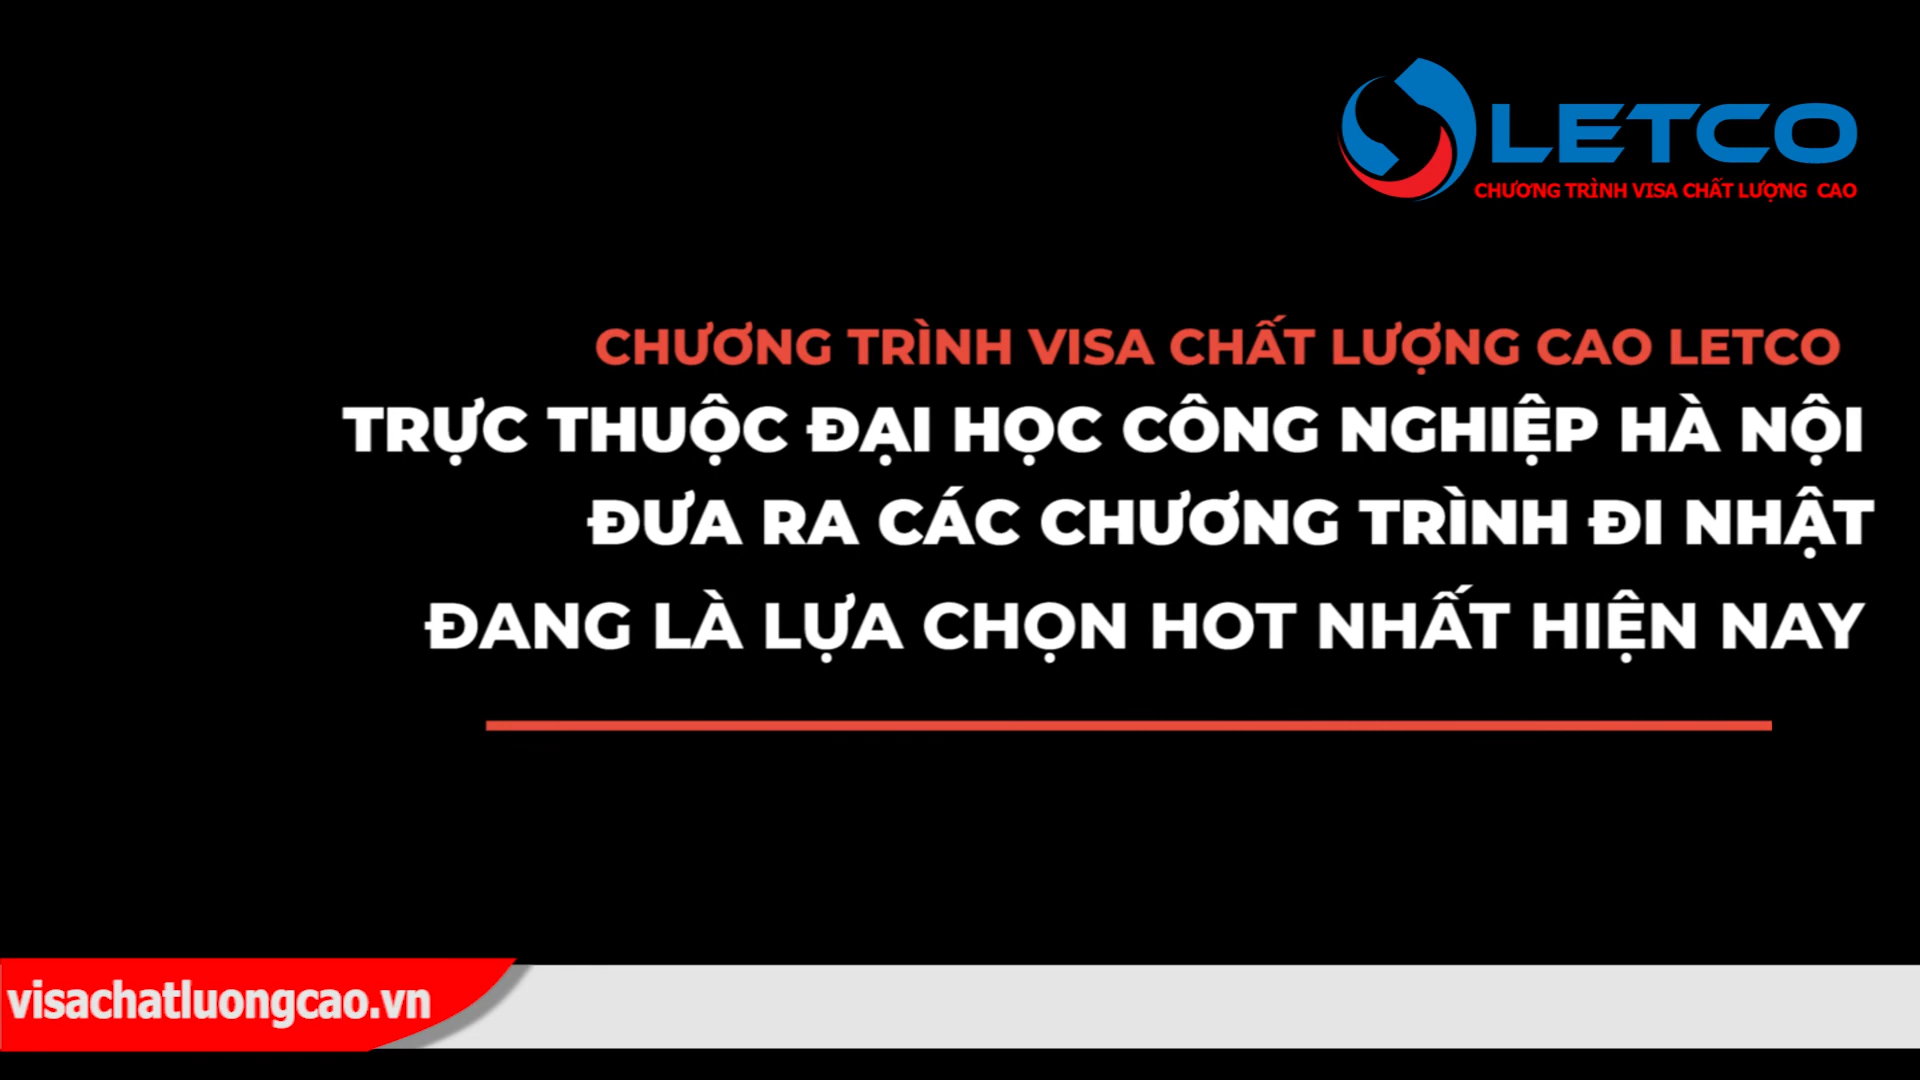 LETCO
CHƯƠNG TRÌNH VISA CHẤT LƯỢNG CAO
CHƯƠNG TRÌNH VISA CHẤT LƯỢNG CAO LETCO
TRỰC THUỘC ĐẠI HỌC CÔNG NGHIỆP HÀ NỘI
ĐƯA RA CÁC CHƯƠNG TRÌNH ĐI NHẬT
ĐANG LÀ LỰA CHỌN HOT NHẤT HIỆN NAY
visachatluongcao.vn